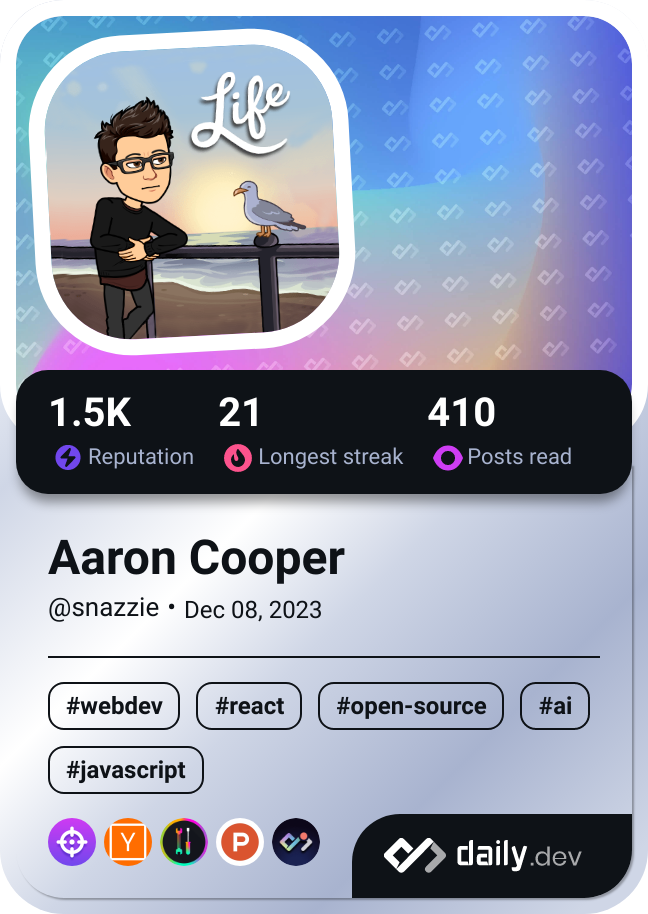 Life
1.5K 21 410
Reputation Longest streak Posts read
Aaron Cooper
@snazzie • Dec 08, 2023
#webdev #react #open-source #ai
#javascript
Y P
daily.dev